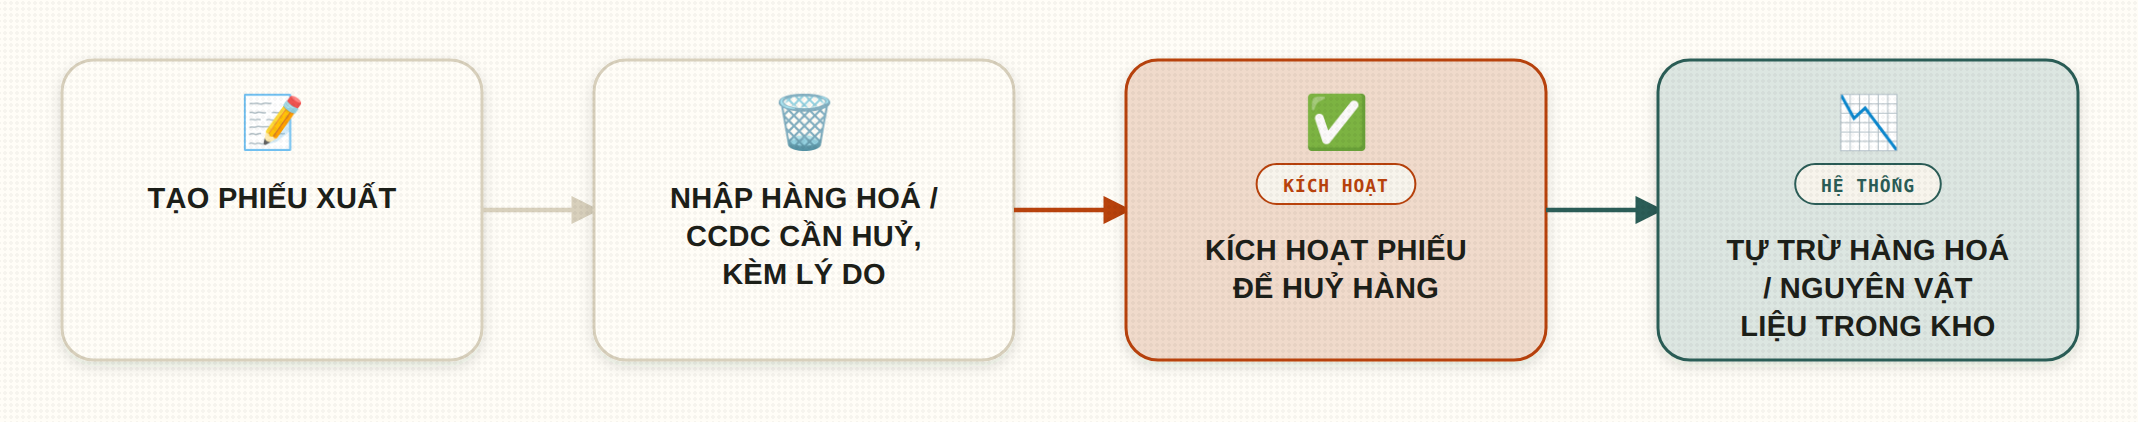 TẠO PHIẾU XUẤT
NHẬP HÀNG HOÁ /
CCDC CẦN HUỶ,
KÈM LÝ DO
KÍCH HOẠT
KÍCH HOẠT PHIẾU
ĐỂ HUỶ HÀNG
HỆ THỐNG
TỰ TRỪ HÀNG HOÁ
/ NGUYÊN VẬT
LIỆU TRONG KHO